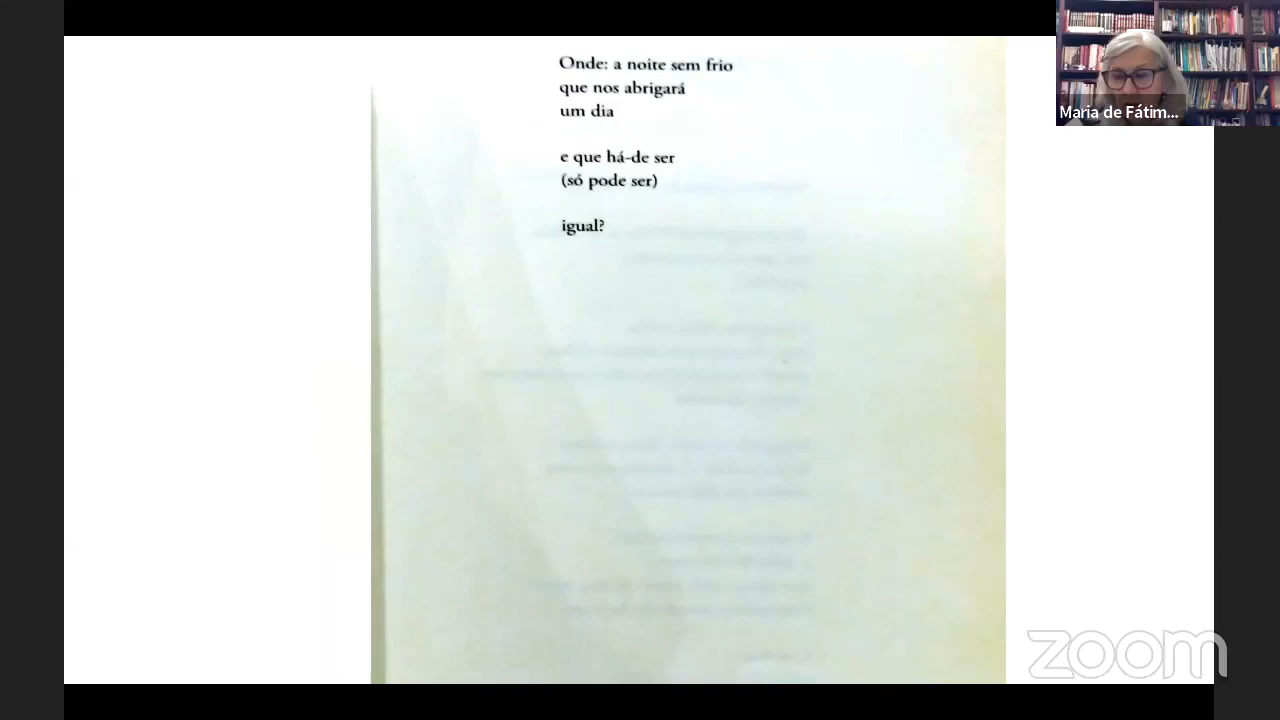 Onde: a noite sem frio
que nos abrigará
um dia
e que há-de ser
(só pode ser)
igual?
Maria de Fátim...
zoom